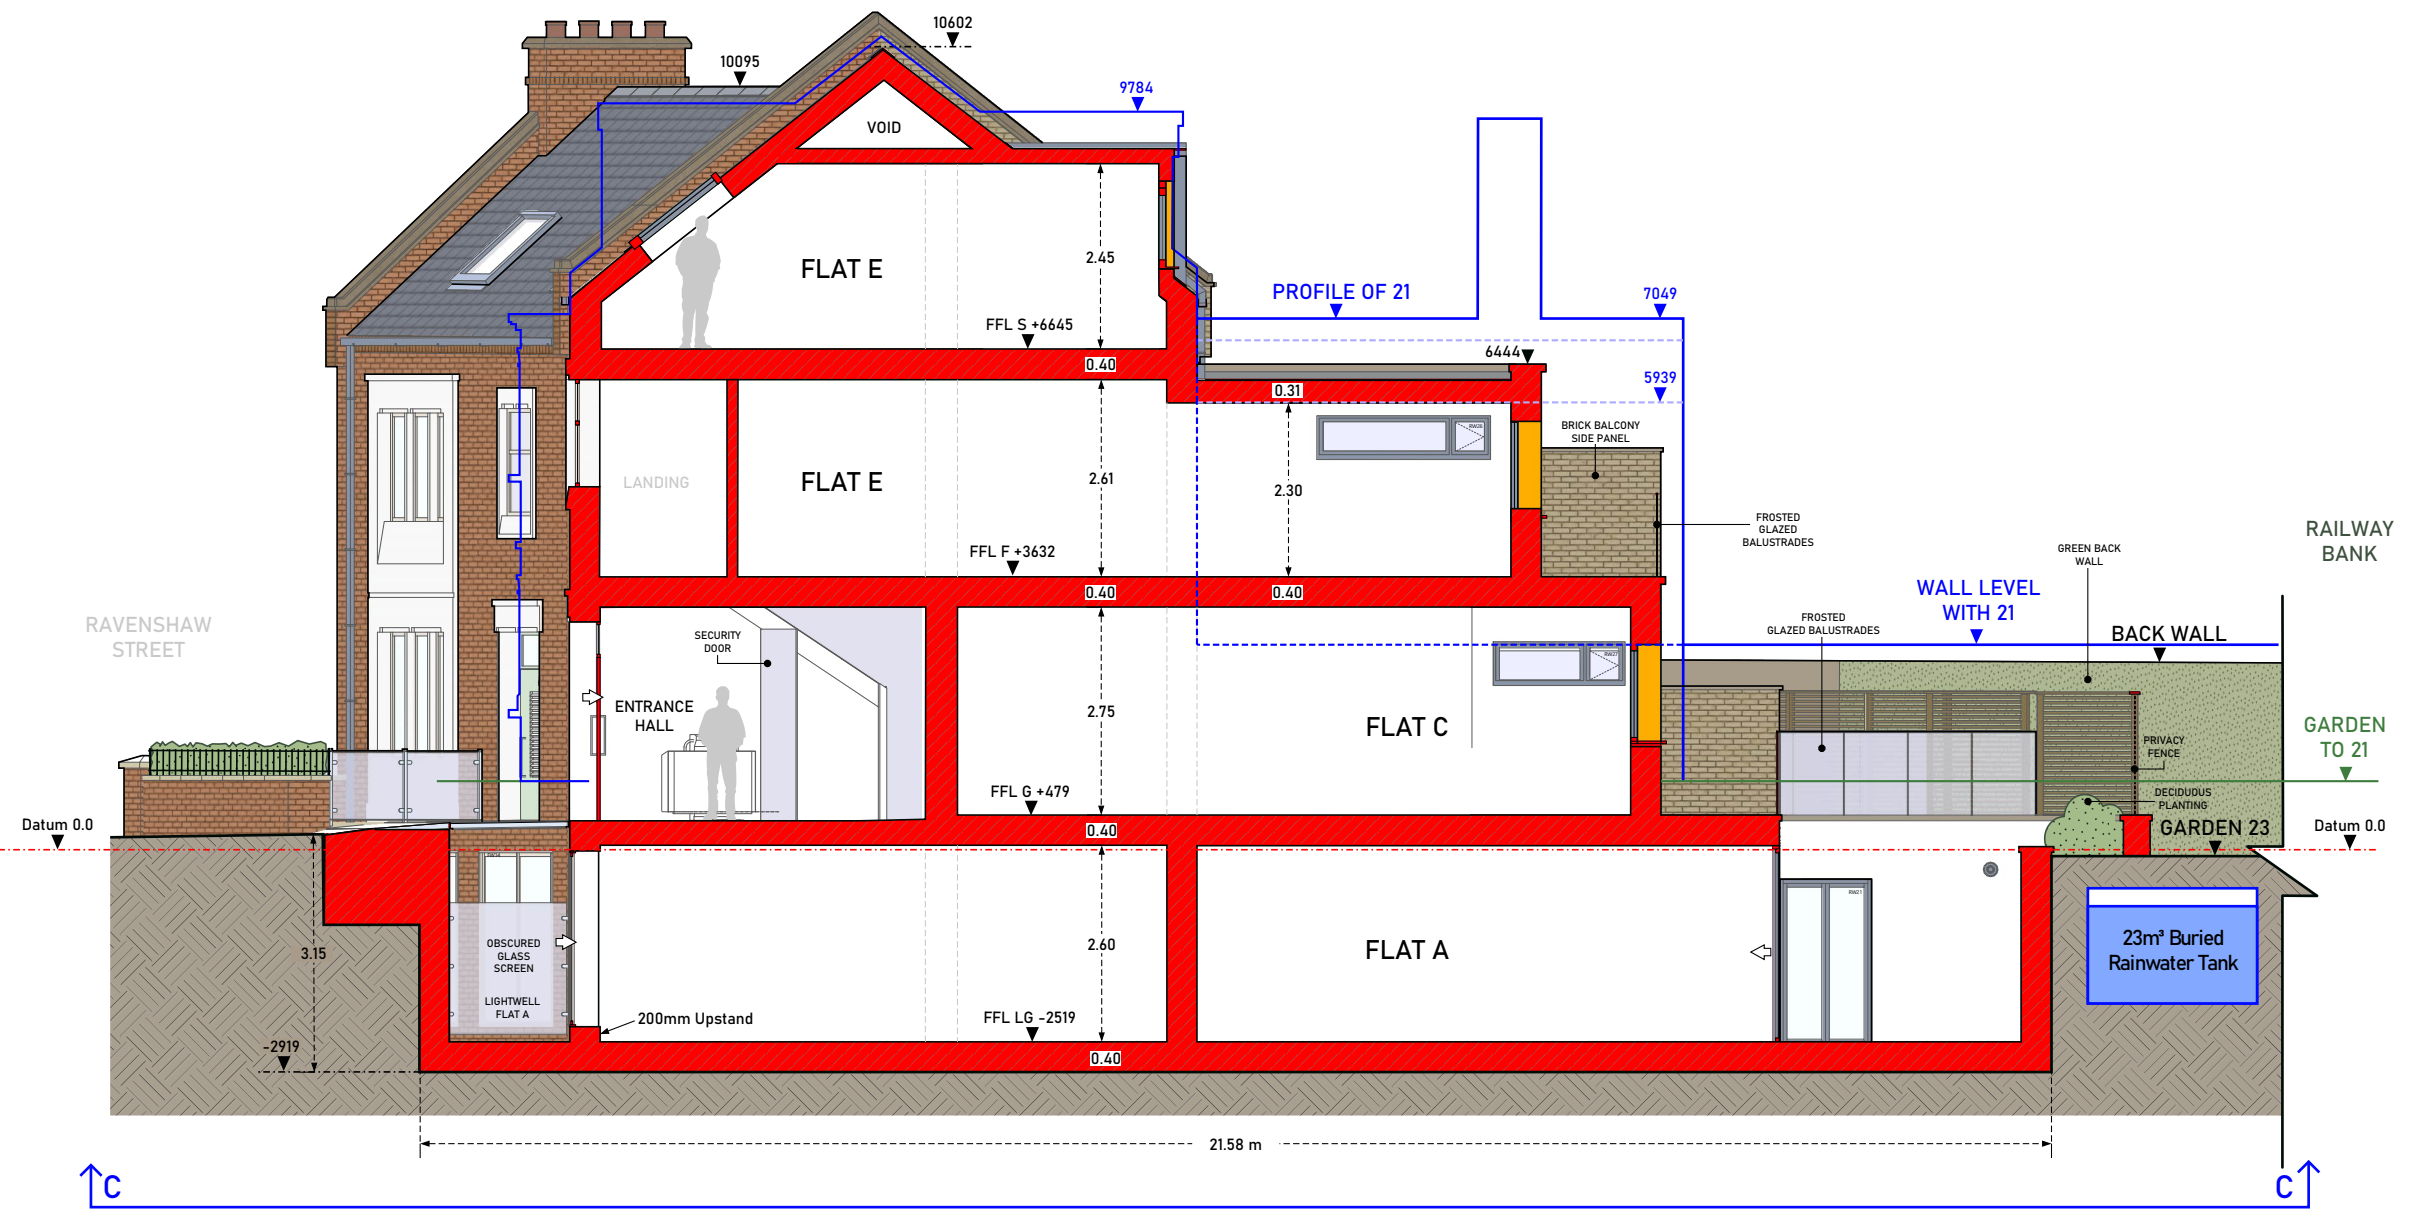 10602
10095
9784
VOID
FLAT E
2.45
PROFILE OF 21
7049
FFL S +6645
6444
0.40
5939
0.31
BRICK BALCONY
SIDE PANEL
RW28
LANDING
FLAT E
2.61
2.30
FROSTED
GLAZED
BALUSTRADES
RAILWAY
BANK
FFL F +3632
GREEN BACK
WALL
0.40
0.40
WALL LEVEL
WITH 21
RAVENSHAW
STREET
SECURITY
DOOR
FROSTED
GLAZED BALUSTRADES
BACK WALL
RW27
ENTRANCE
HALL
2.75
FLAT C
GARDEN
TO 21
PRIVACY
FENCE
FFL G +479
DECIDUOUS
PLANTING
Datum 0.0
0.40
GARDEN 23
Datum 0.0
RW21
OBSCURED
GLASS
SCREEN
3.15
2.60
FLAT A
23m³ Buried
Rainwater Tank
LIGHTWELL
FLAT A
200mm Upstand
FFL LG -2519
-2919
0.40
21.58 m
C
C